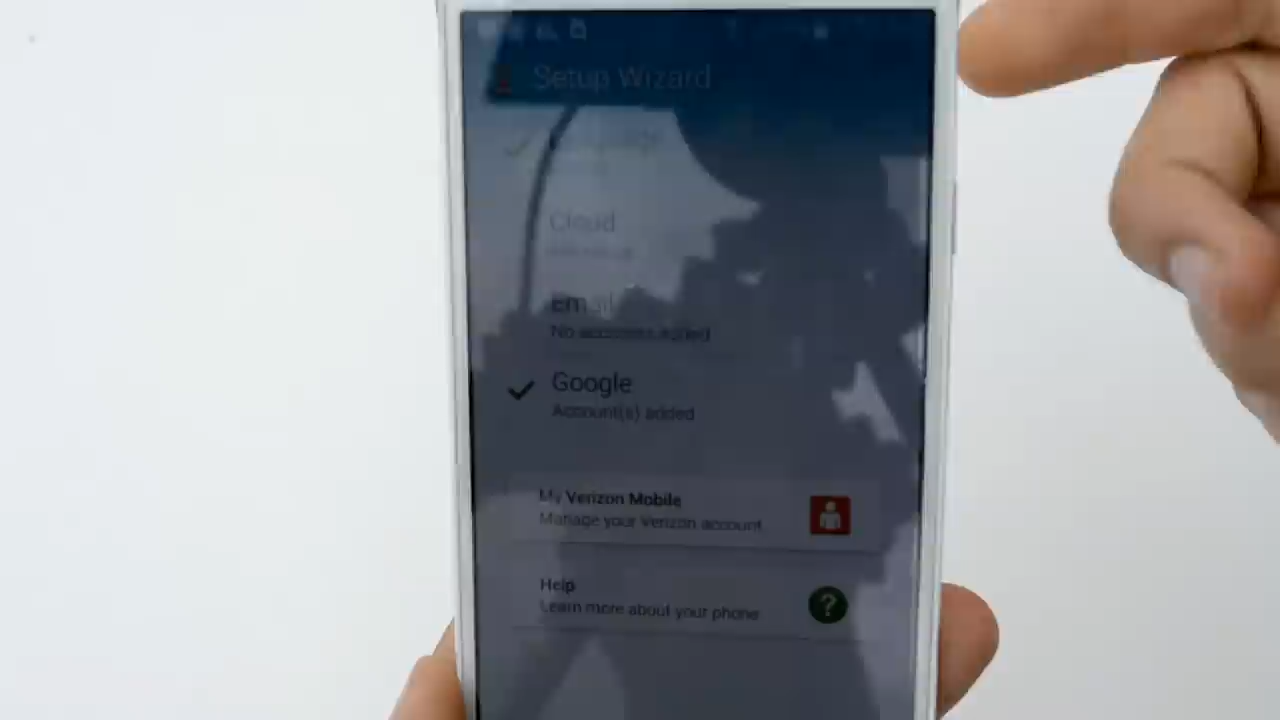 Setup Wizard
Cloud
Email
No accounts added
Google
Account(s) added
My Verizon Mobile
Manage your Verizon account
Help
Learn more about your phone
?